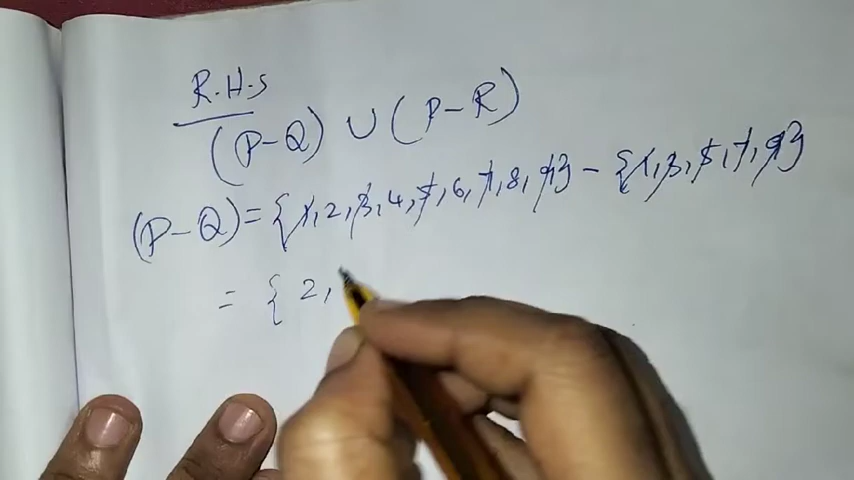 R.H.S
(P-Q) ∪ (P-R)
(P-Q) = {1, 2, 3, 4, 5, 6, 7, 8, 9} - {1, 3, 5, 7, 9}
= { 2,